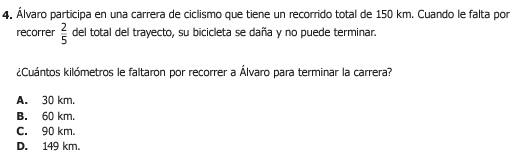 4. Álvaro participa en una carrera de ciclismo que tiene un recorrido total de 150 km. Cuando le falta por
recorrer 2/5 del total del trayecto, su bicicleta se daña y no puede terminar.
¿Cuántos kilómetros le faltaron por recorrer a Álvaro para terminar la carrera?
A. 30 km.
B. 60 km.
C. 90 km.
D. 149 km.